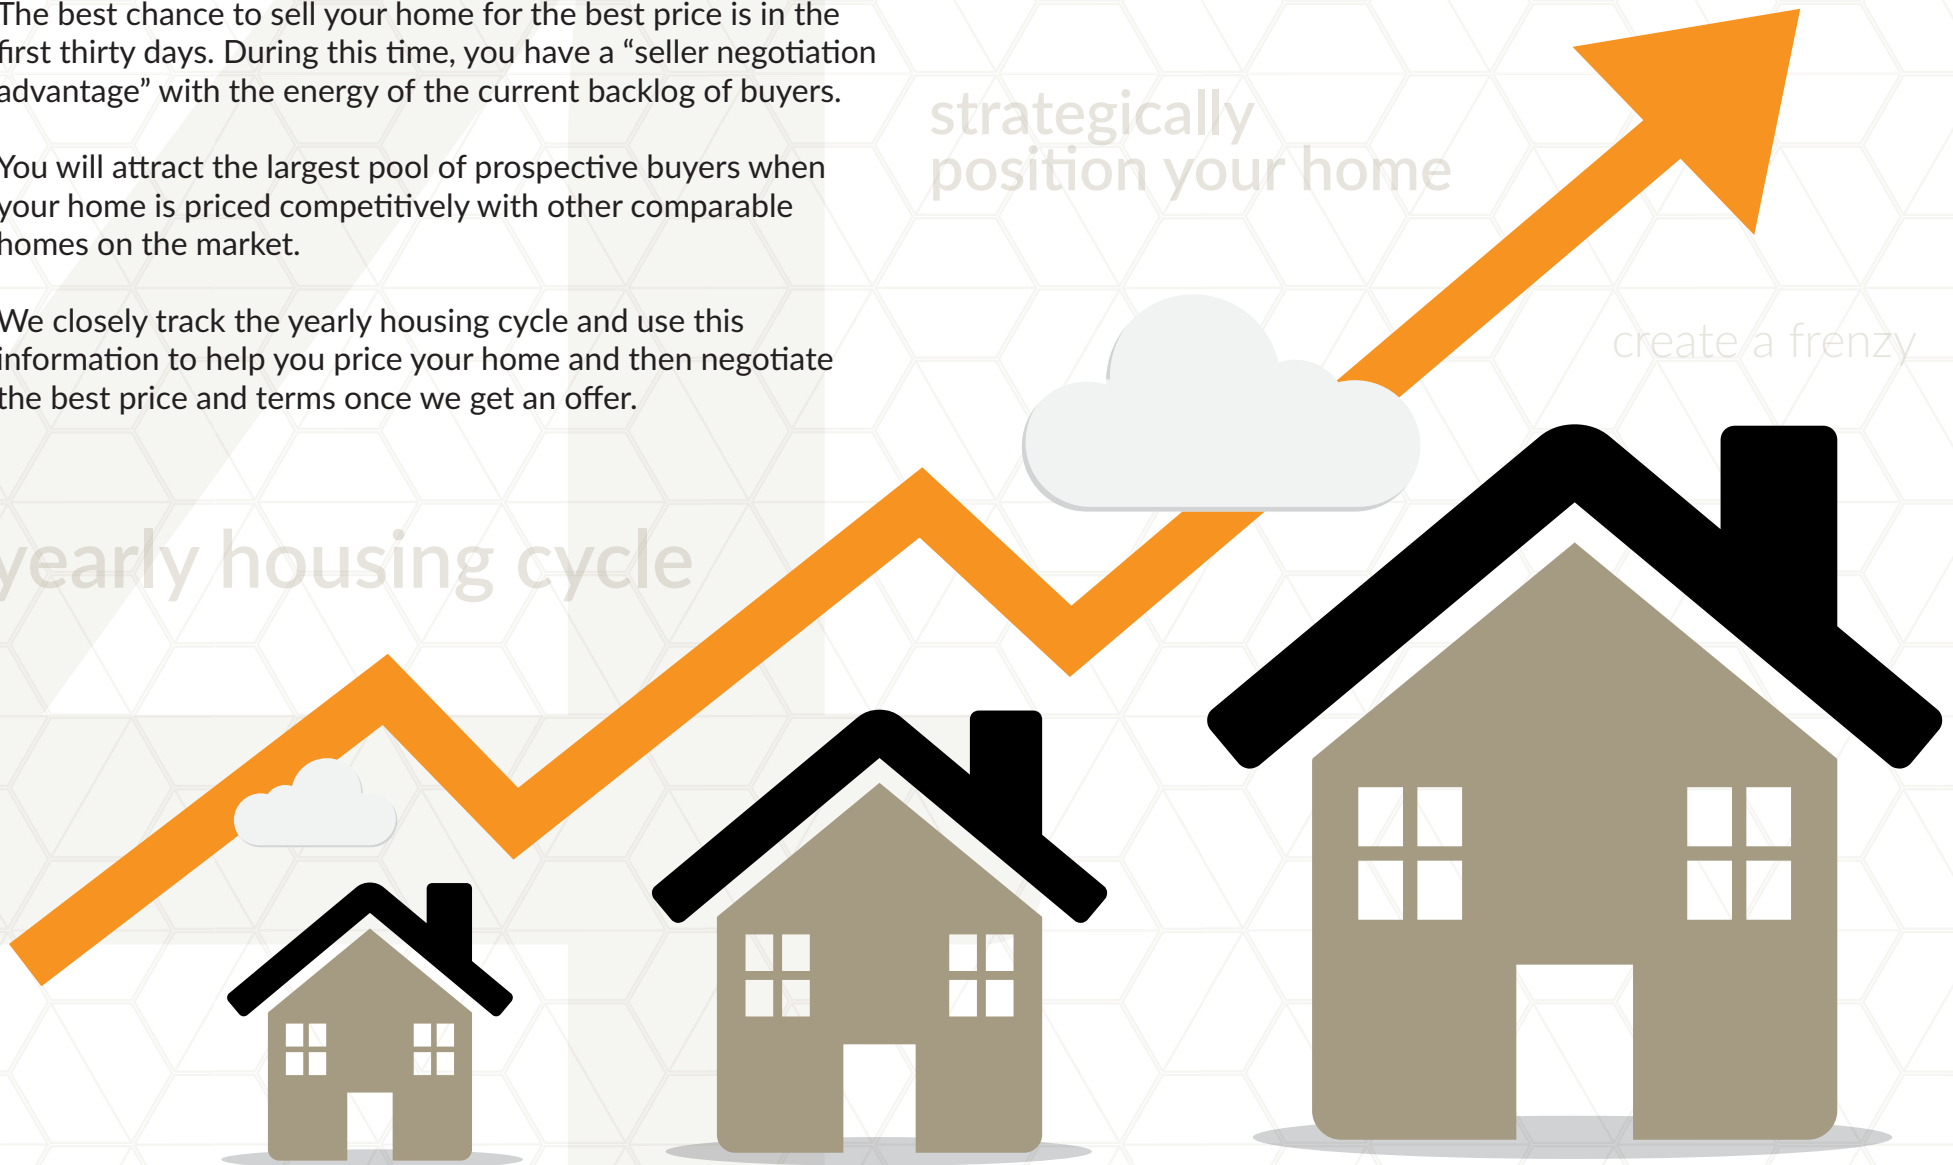 The best chance to sell your home for the best price is in the
first thirty days. During this time, you have a “seller negotiation
advantage” with the energy of the current backlog of buyers.
You will attract the largest pool of prospective buyers when
your home is priced competitively with other comparable
homes on the market.
We closely track the yearly housing cycle and use this
information to help you price your home and then negotiate
the best price and terms once we get an offer.
strategically
position your home
create a frenzy
yearly housing cycle